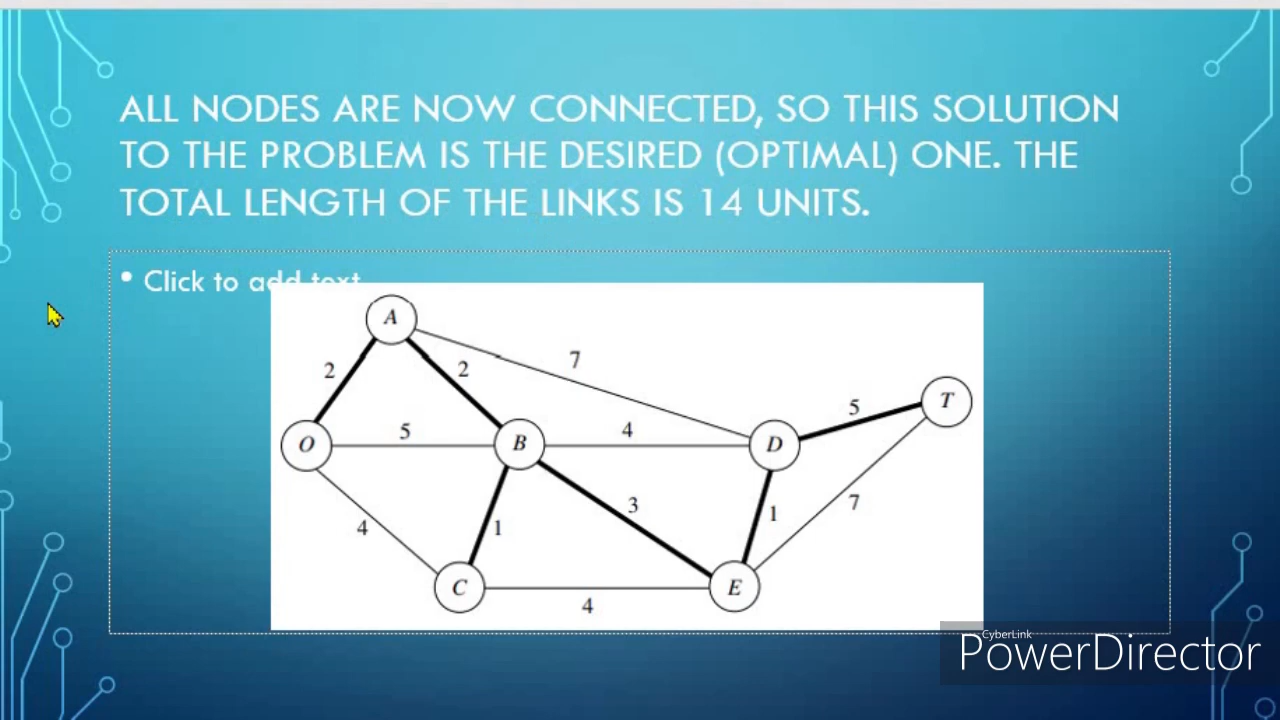 ALL NODES ARE NOW CONNECTED, SO THIS SOLUTION
TO THE PROBLEM IS THE DESIRED (OPTIMAL) ONE. THE
TOTAL LENGTH OF THE LINKS IS 14 UNITS.
• Click to add text
A
2
2
7
T
5
O
5
B
4
D
4
1
3
1
7
C
4
E
CyberLink
PowerDirector